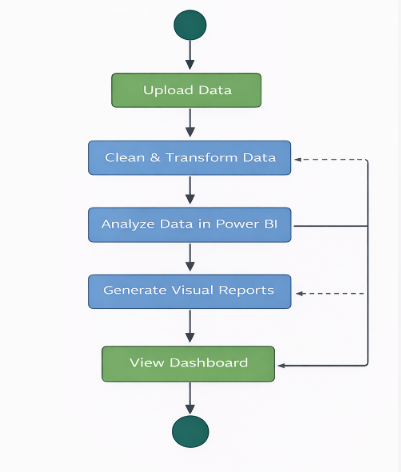 Upload Data
Clean & Transform Data
Analyze Data in Power BI
Generate Visual Reports
View Dashboard